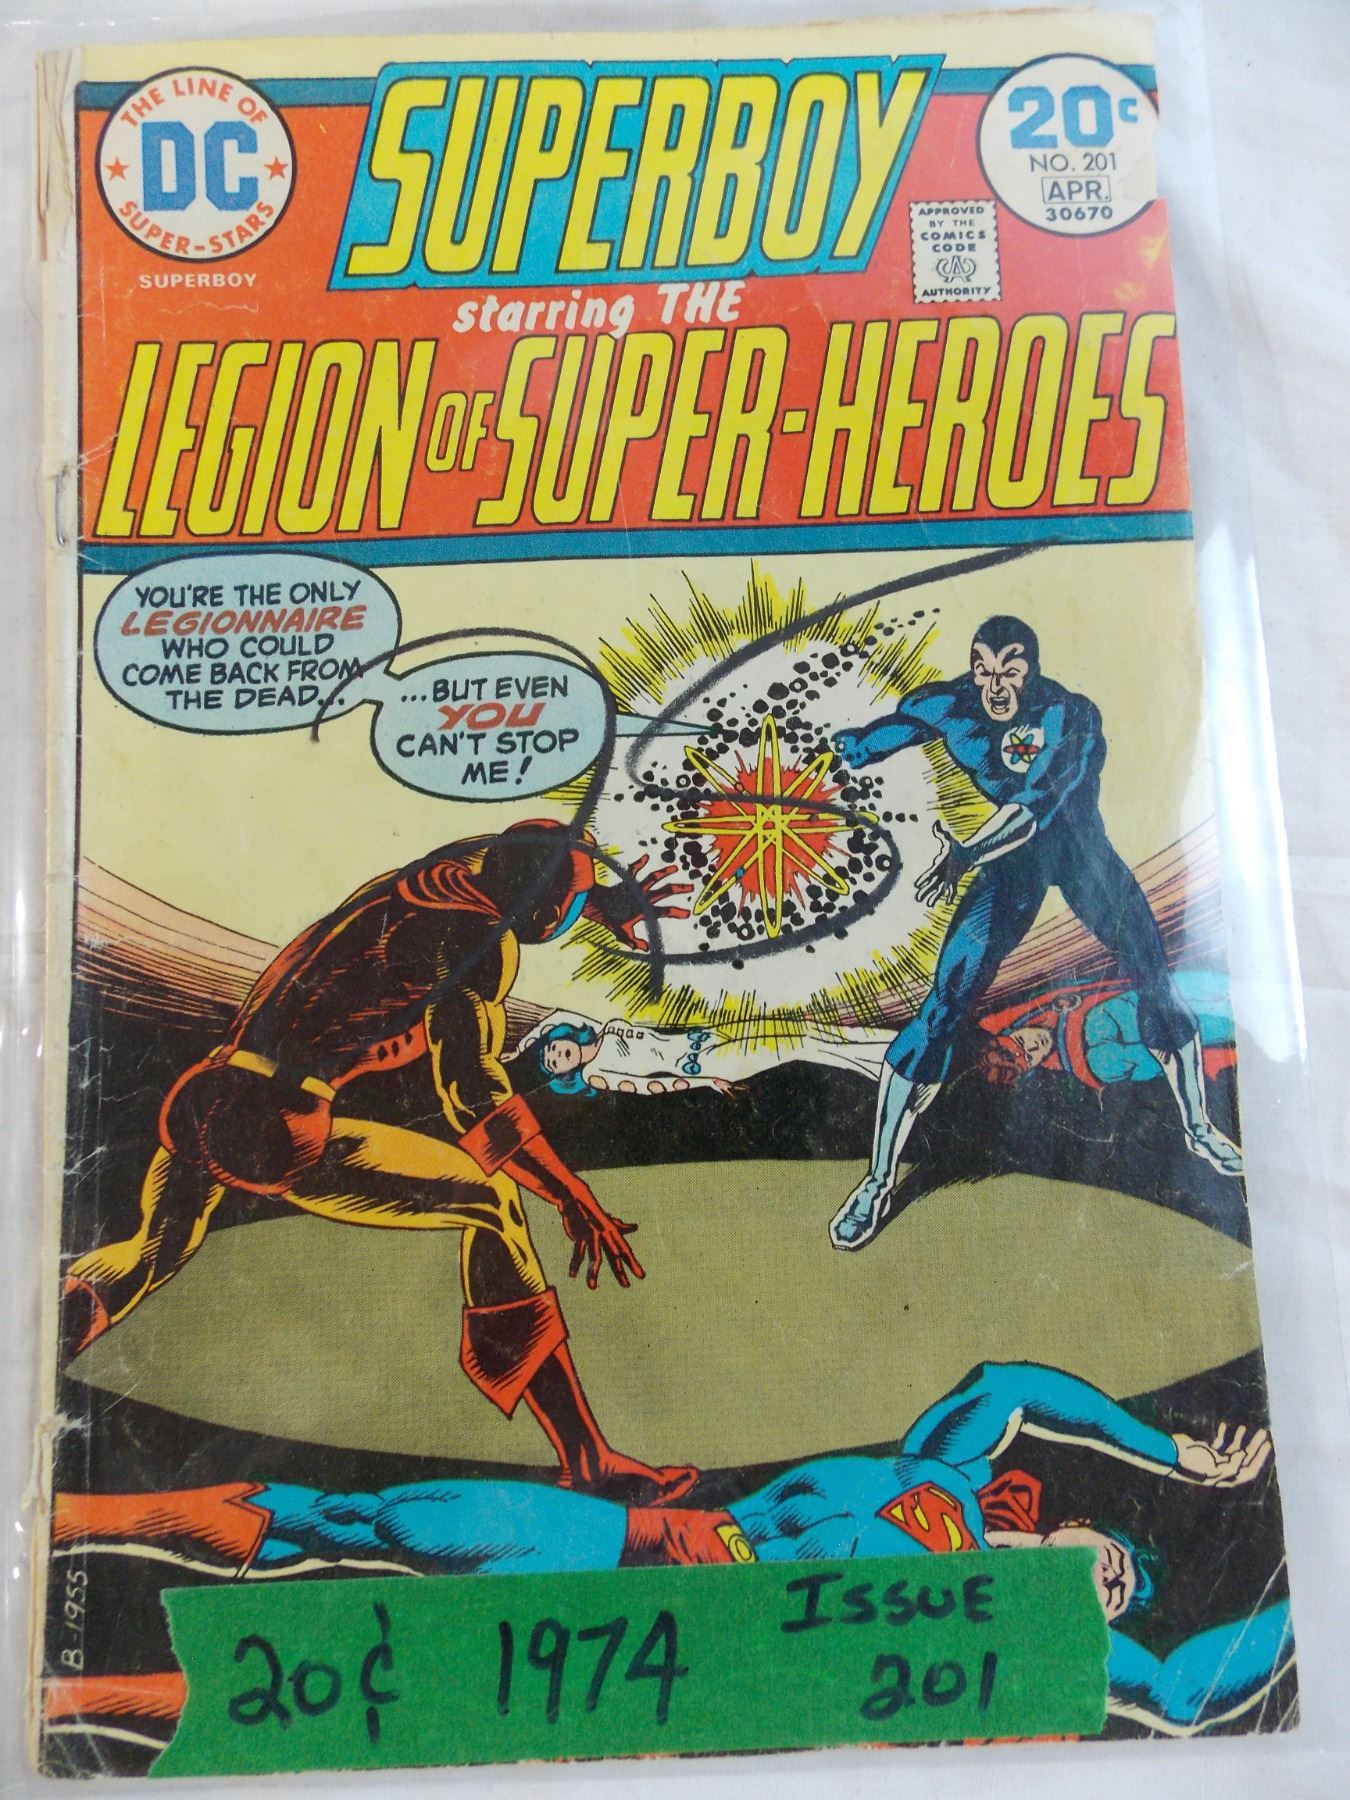 THE LINE OF
DC
SUPER-STARS
SUPERBOY
SUPERBOY
starring THE
LEGION OF SUPER-HEROES
20c
NO. 201
APR.
30670
APPROVED
BY THE
COMICS
CODE
CA
AUTHORITY
YOU'RE THE ONLY
LEGIONNAIRE
WHO COULD
COME BACK FROM
THE DEAD...
...BUT EVEN
YOU
CAN'T STOP
ME!
S
B-1955
20¢ 1974 ISSUE
201